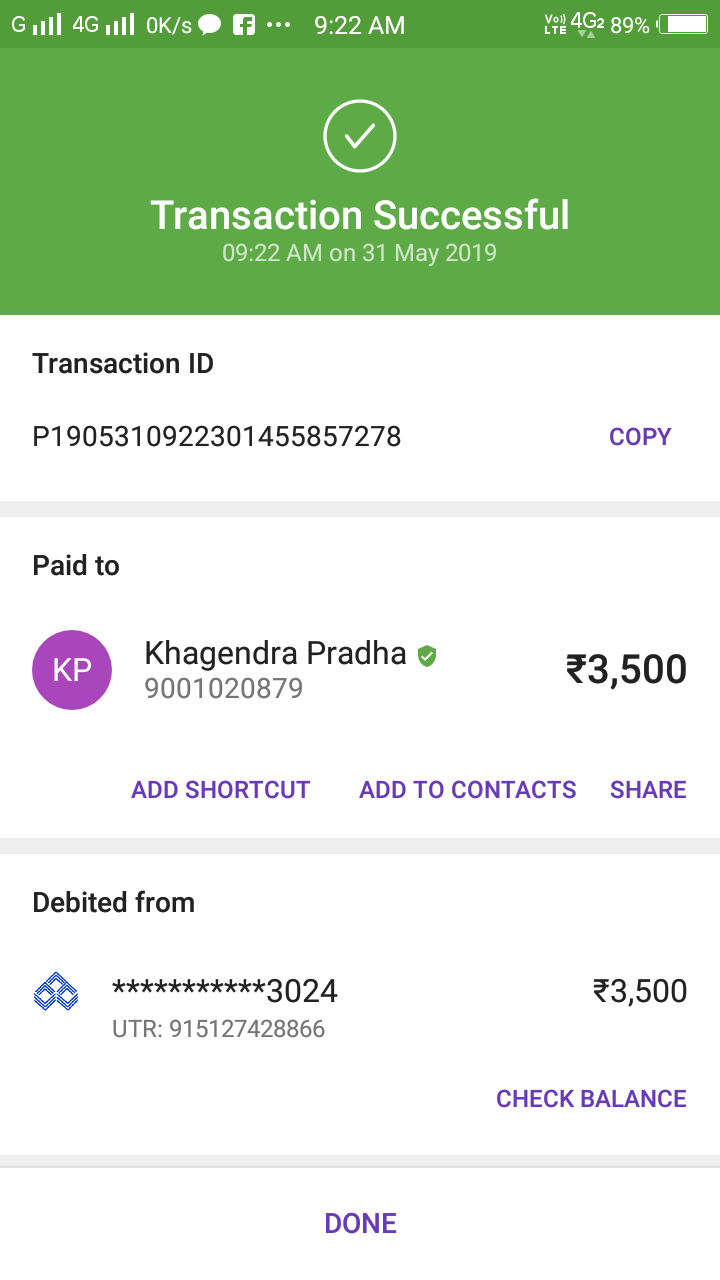 G 4G 0K/s 9:22 AM Vo)) LTE 4G2 89%
Transaction Successful
09:22 AM on 31 May 2019
Transaction ID
P1905310922301455857278 COPY
Paid to
KP Khagendra Pradha ₹3,500
9001020879
ADD SHORTCUT ADD TO CONTACTS SHARE
Debited from
***********3024 ₹3,500
UTR: 915127428866
CHECK BALANCE
DONE